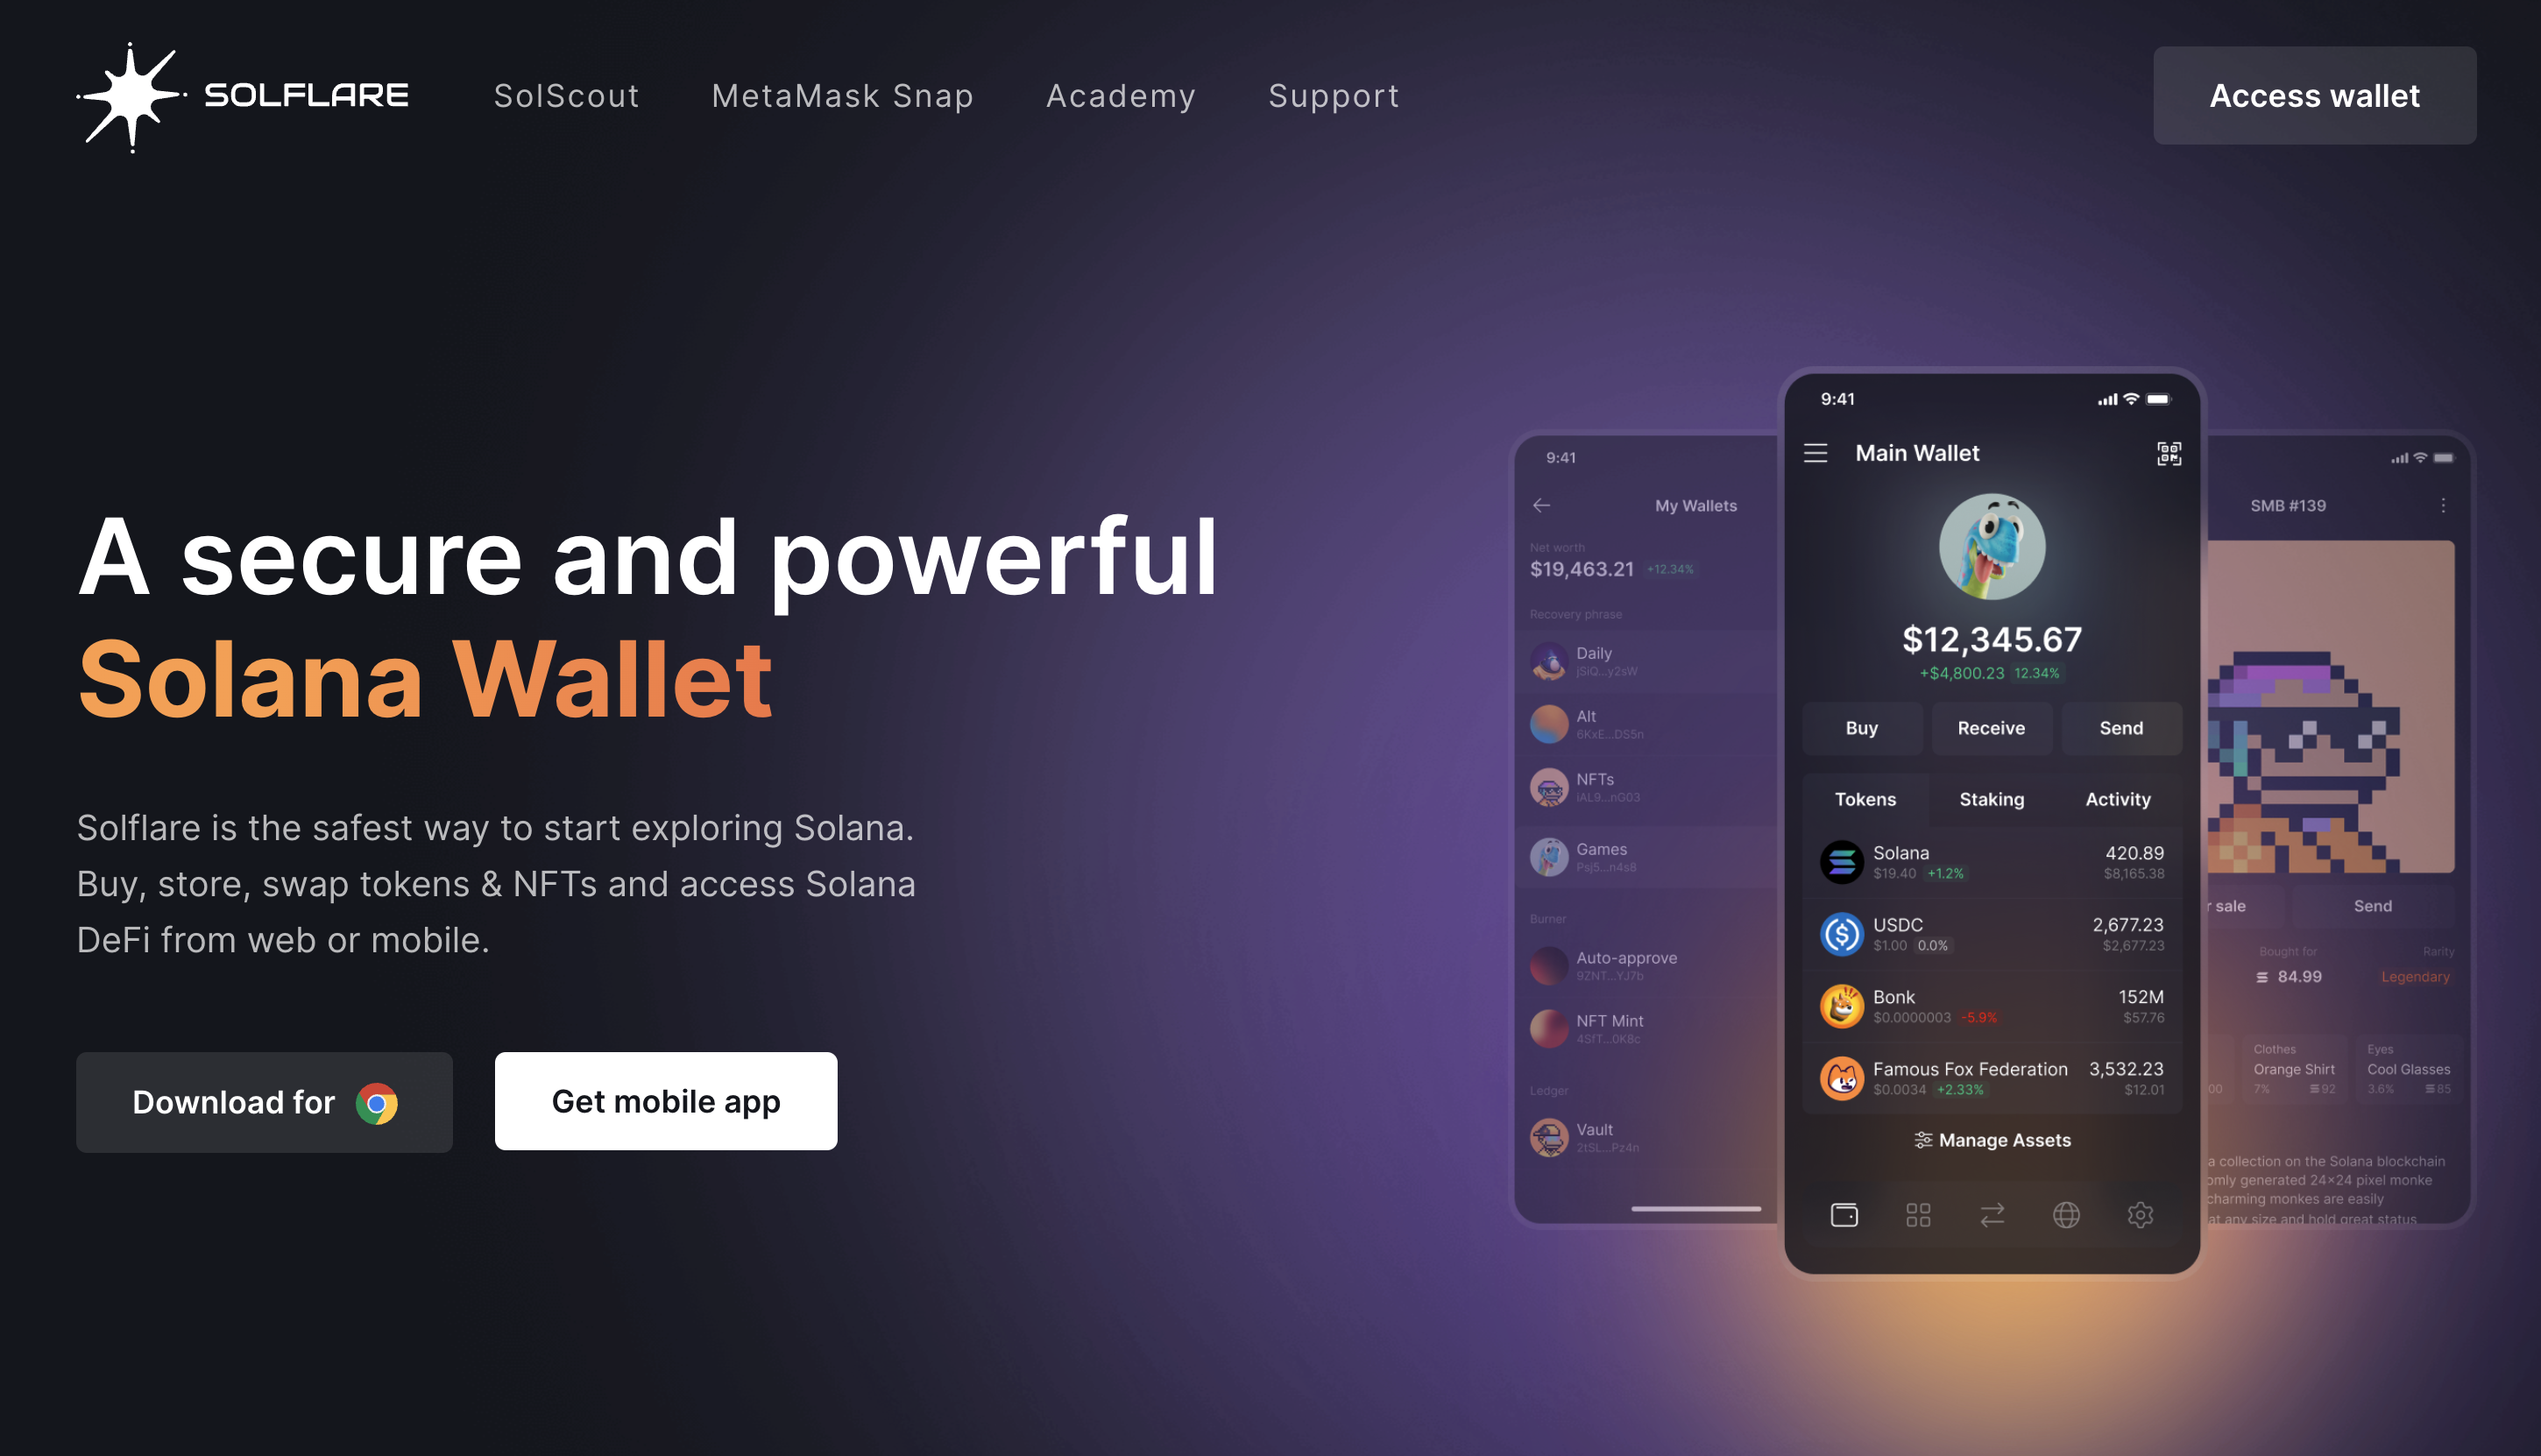 SOLFLARE
SolScout
MetaMask Snap
Academy
Support
Access wallet
A secure and powerful
Solana Wallet
Solflare is the safest way to start exploring Solana.
Buy, store, swap tokens & NFTs and access Solana
DeFi from web or mobile.
Download for
Get mobile app
9:41
My Wallets
Net worth
$19,463.21 +12.34%
Recovery phrase
Daily
jSiQ...y2sW
Alt
6KxE...DS5n
NFTs
iAL9...nG03
Games
Psj5...n4s8
Burner
Auto-approve
9ZNT...YJ7b
NFT Mint
4SfT...0K8c
Ledger
Vault
2tSL...Pz4n
9:41
Main Wallet
$12,345.67
+$4,800.23 12.34%
Buy Receive Send
Tokens Staking Activity
Solana 420.89
$19.40 +1.2% $8,165.38
USDC 2,677.23
$1.00 0.0% $2,677.23
Bonk 152M
$0.0000003 -5.9% $57.76
Famous Fox Federation 3,532.23
$0.0034 +2.33% $12.01
Manage Assets
SMB #139
sale Send
Bought for Rarity
84.99 Legendary
Clothes Eyes
Orange Shirt Cool Glasses
00 7% 92 3.6% 85
a collection on the Solana blockchain
omly generated 24x24 pixel monke
charming monkes are easily
at any size and hold great status